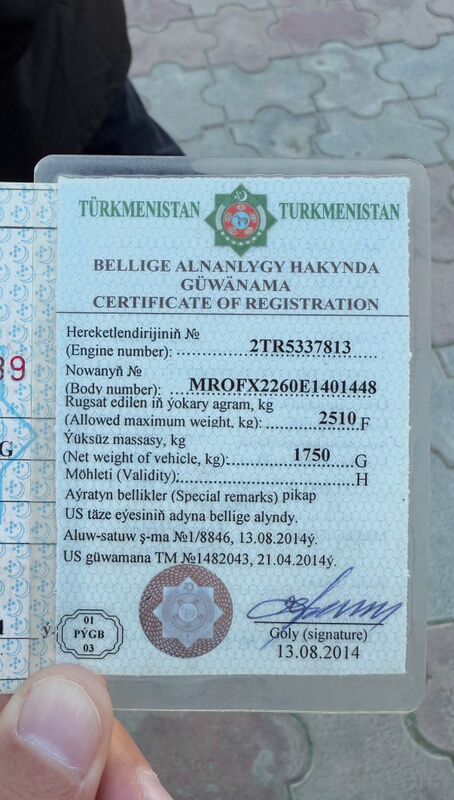 TÜRKMENISTAN TURKMENISTAN
BELLIGE ALNANLYGY HAKYNDA
GÜWÄNAMA
CERTIFICATE OF REGISTRATION
Hereketlendirijiniň №
(Engine number): 2TR5337813
Nowanyň №
(Body number): MROFX2260E1401448
Rugsat edilen iň ýokary agram, kg
(Allowed maximum weight, kg): 2510 F
Ýüksüz massasy, kg
(Net weight of vehicle, kg): 1750 G
Möhleti (Validity): H
Aýratyn bellikler (Special remarks) pikap
US täze eýesiniň adyna bellige alyndy.
Aluw-satuw ş-ma №1/8846, 13.08.2014ý.
US güwamana TM №1482043, 21.04.2014ý.
01
PÝGB
03
Goly (signature)
13.08.2014
39
G
1 ý.